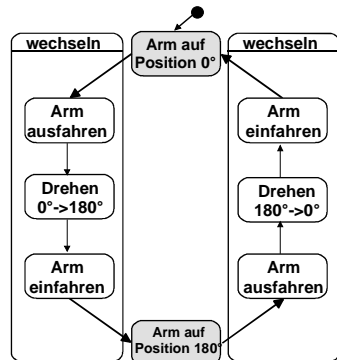 wechseln
Arm auf
Position 0°
wechseln
Arm
ausfahren
Arm
einfahren
Drehen
0°->180°
Drehen
180°->0°
Arm
einfahren
Arm
ausfahren
Arm auf
Position 180°